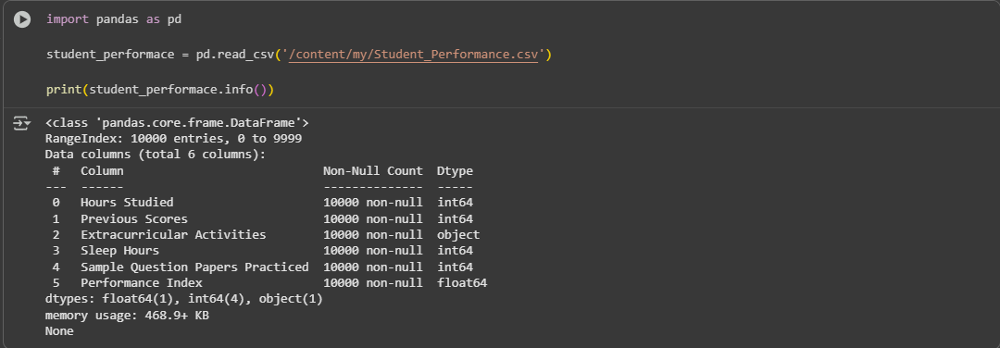 import pandas as pd
student_performace = pd.read_csv('/content/my/Student_Performance.csv')
print(student_performace.info())
<class 'pandas.core.frame.DataFrame'>
RangeIndex: 10000 entries, 0 to 9999
Data columns (total 6 columns):
 #   Column                            Non-Null Count  Dtype
---  ------                            --------------  -----
 0   Hours Studied                     10000 non-null  int64
 1   Previous Scores                   10000 non-null  int64
 2   Extracurricular Activities        10000 non-null  object
 3   Sleep Hours                       10000 non-null  int64
 4   Sample Question Papers Practiced  10000 non-null  int64
 5   Performance Index                 10000 non-null  float64
dtypes: float64(1), int64(4), object(1)
memory usage: 468.9+ KB
None